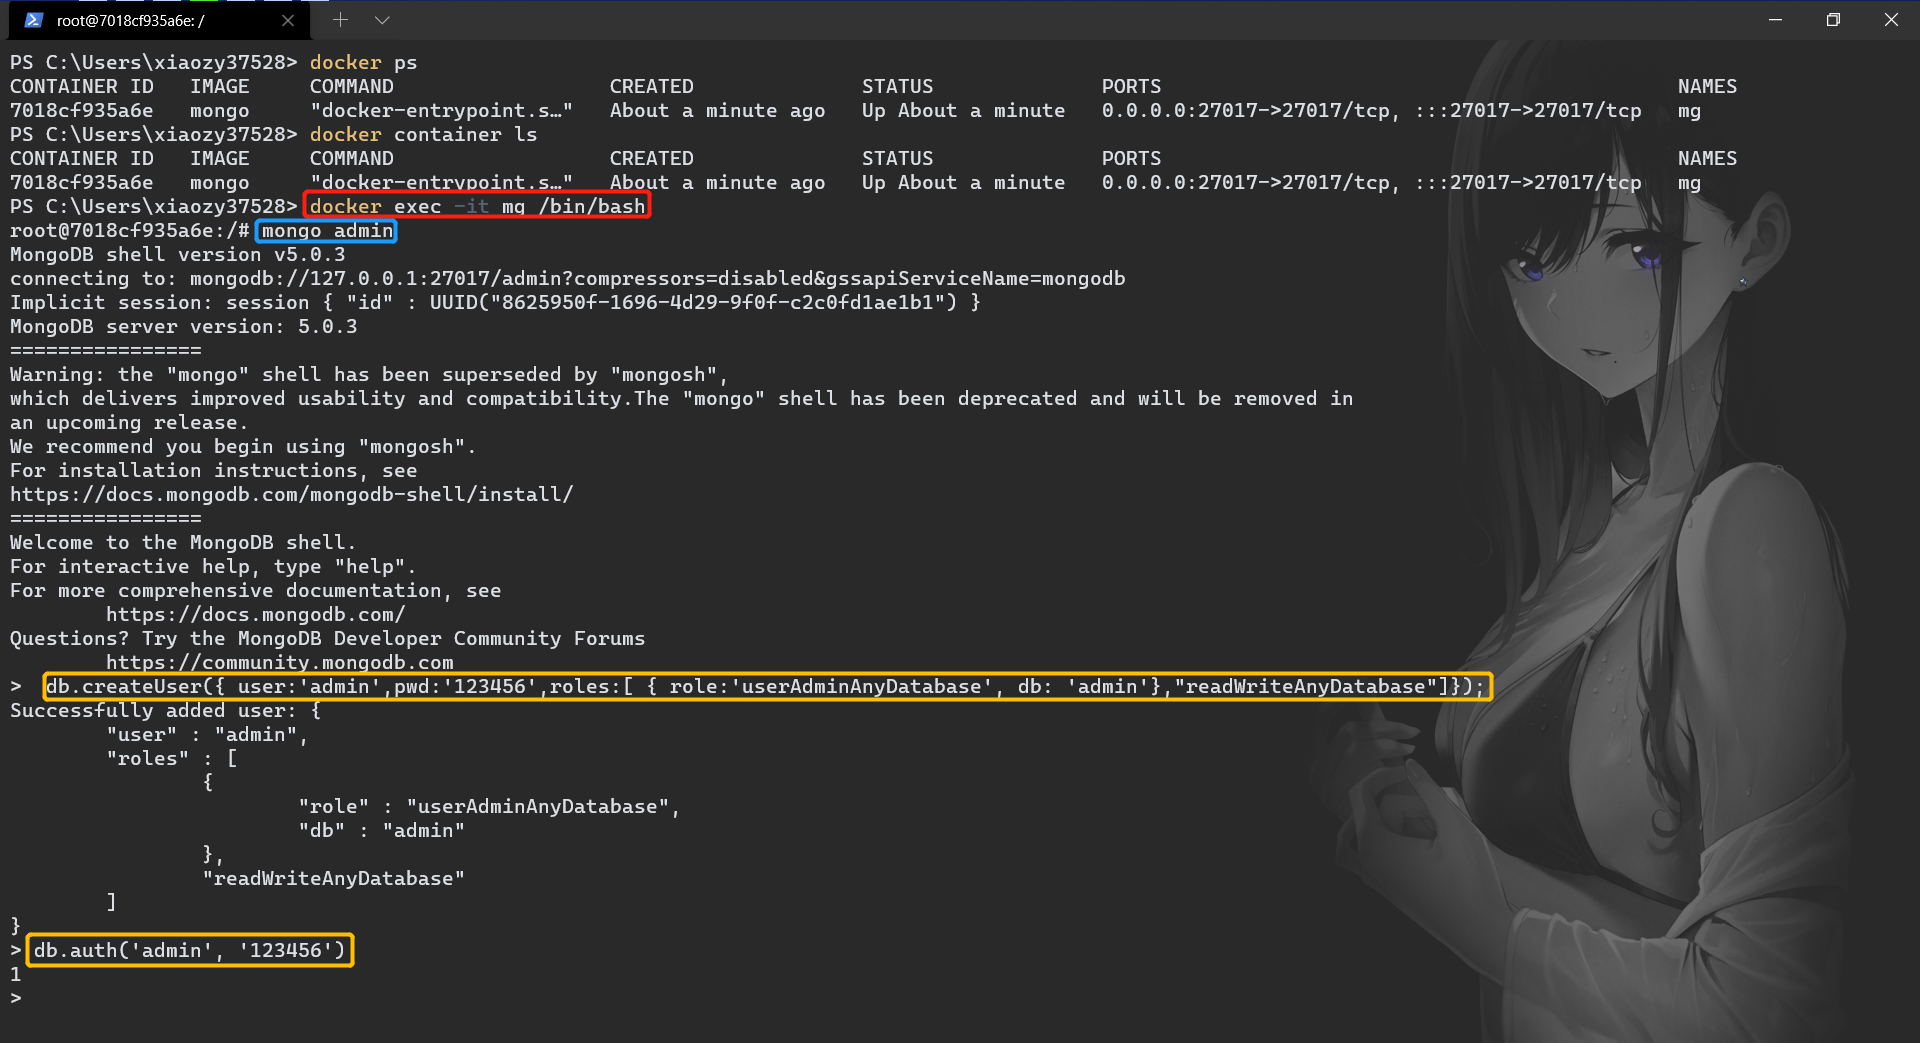 root@7018cf935a6e: /
PS C:\Users\xiaozy37528> docker ps
CONTAINER ID   IMAGE     COMMAND                  CREATED              STATUS              PORTS                                           NAMES
7018cf935a6e   mongo     "docker-entrypoint.s…"   About a minute ago   Up About a minute   0.0.0.0:27017->27017/tcp, :::27017->27017/tcp   mg
PS C:\Users\xiaozy37528> docker container ls
CONTAINER ID   IMAGE     COMMAND                  CREATED              STATUS              PORTS                                           NAMES
7018cf935a6e   mongo     "docker-entrypoint.s…"   About a minute ago   Up About a minute   0.0.0.0:27017->27017/tcp, :::27017->27017/tcp   mg
PS C:\Users\xiaozy37528> docker exec -it mg /bin/bash
root@7018cf935a6e:/# mongo admin
MongoDB shell version v5.0.3
connecting to: mongodb://127.0.0.1:27017/admin?compressors=disabled&gssapiServiceName=mongodb
Implicit session: session { "id" : UUID("8625950f-1696-4d29-9f0f-c2c0fd1ae1b1") }
MongoDB server version: 5.0.3
================
Warning: the "mongo" shell has been superseded by "mongosh",
which delivers improved usability and compatibility.The "mongo" shell has been deprecated and will be removed in
an upcoming release.
We recommend you begin using "mongosh".
For installation instructions, see
https://docs.mongodb.com/mongodb-shell/install/
================
Welcome to the MongoDB shell.
For interactive help, type "help".
For more comprehensive documentation, see
        https://docs.mongodb.com/
Questions? Try the MongoDB Developer Community Forums
        https://community.mongodb.com
>  db.createUser({ user:'admin',pwd:'123456',roles:[ { role:'userAdminAnyDatabase', db: 'admin'},"readWriteAnyDatabase"]});
Successfully added user: {
        "user" : "admin",
        "roles" : [
                {
                        "role" : "userAdminAnyDatabase",
                        "db" : "admin"
                },
                "readWriteAnyDatabase"
        ]
}
> db.auth('admin', '123456')
1
>